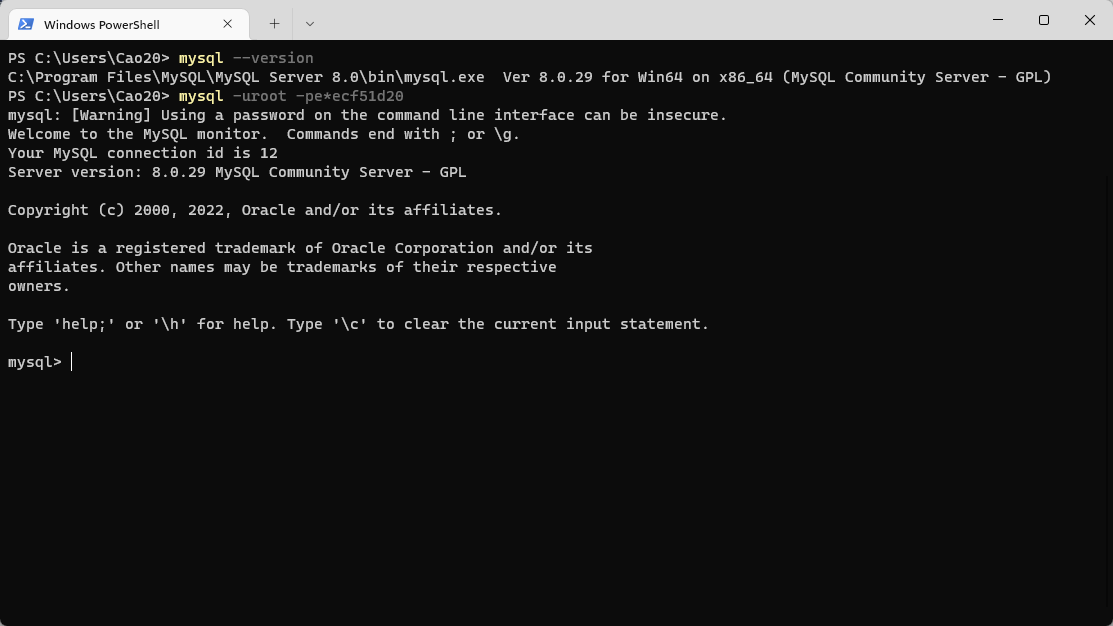 Windows PowerShell
PS C:\Users\Cao20> mysql --version
C:\Program Files\MySQL\MySQL Server 8.0\bin\mysql.exe  Ver 8.0.29 for Win64 on x86_64 (MySQL Community Server - GPL)
PS C:\Users\Cao20> mysql -uroot -pe*ecf51d20
mysql: [Warning] Using a password on the command line interface can be insecure.
Welcome to the MySQL monitor.  Commands end with ; or \g.
Your MySQL connection id is 12
Server version: 8.0.29 MySQL Community Server - GPL
Copyright (c) 2000, 2022, Oracle and/or its affiliates.
Oracle is a registered trademark of Oracle Corporation and/or its
affiliates. Other names may be trademarks of their respective
owners.
Type 'help;' or '\h' for help. Type '\c' to clear the current input statement.
mysql>